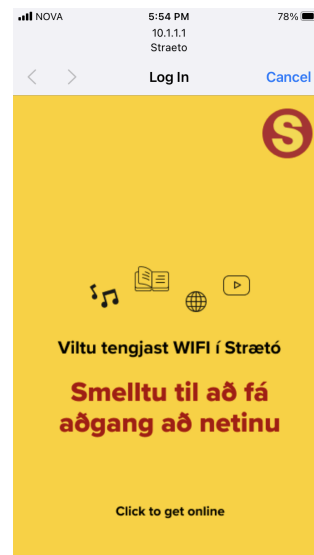 NOVA 5:54 PM 78%
10.1.1.1
Straeto
Log In Cancel
S
Viltu tengjast WIFI í Strætó
Smelltu til að fá
aðgang að netinu
Click to get online